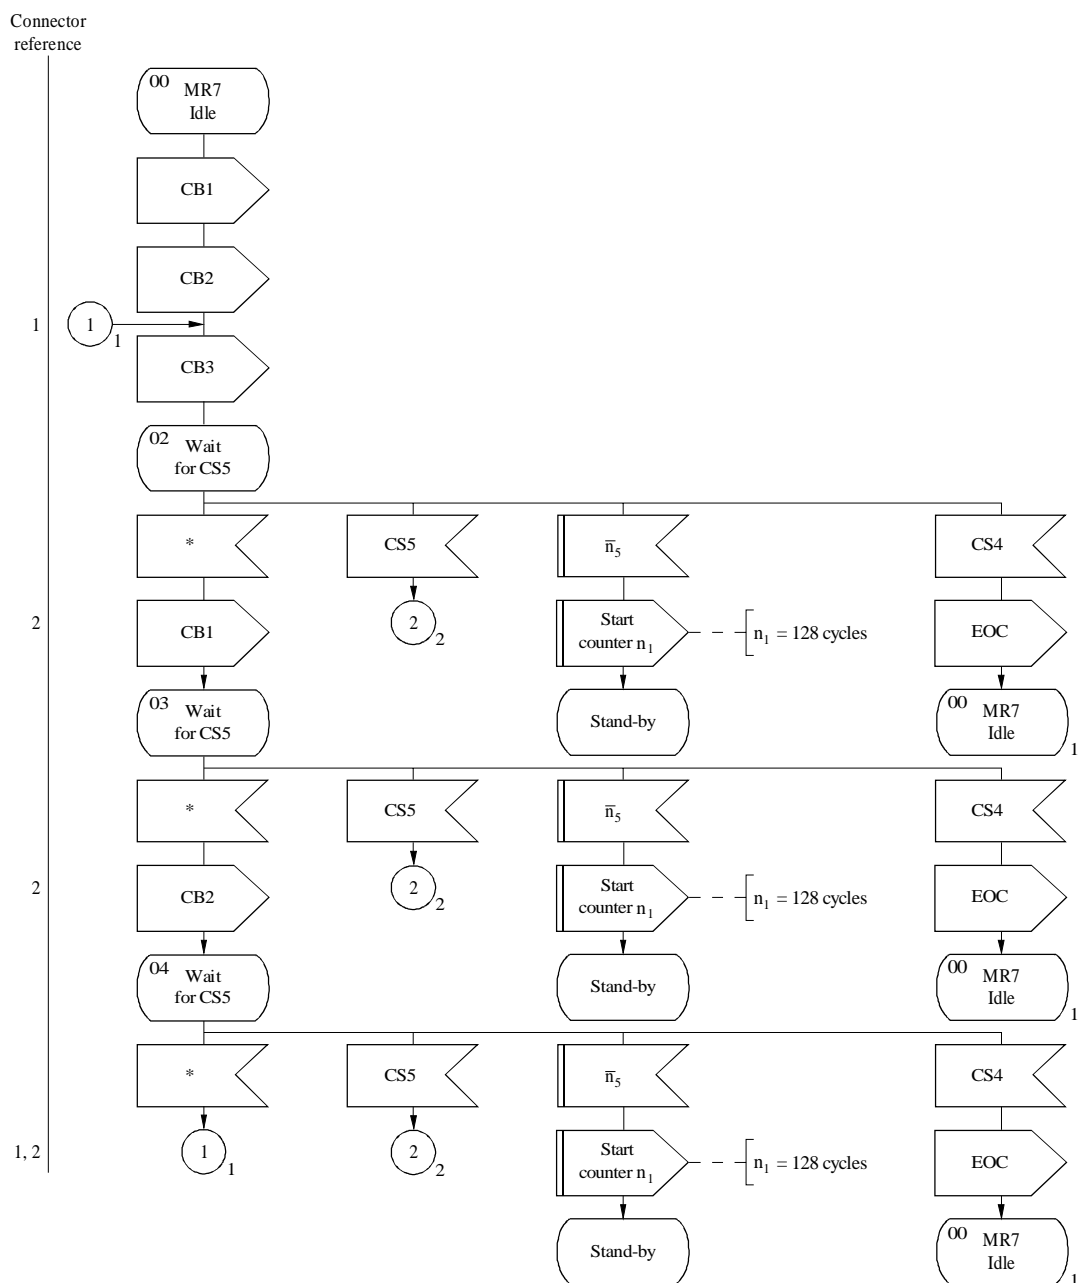 Connector
reference
00 MR7
Idle
CB1
CB2
1 1 1
CB3
02 Wait
for CS5
* CS5 n̅₅ CS4
2 CB1 2 2 Start
counter n₁ n₁ = 128 cycles EOC
03 Wait
for CS5
Stand-by
00 MR7
Idle 1
* CS5 n̅₅ CS4
2 CB2 2 2 Start
counter n₁ n₁ = 128 cycles EOC
04 Wait
for CS5
Stand-by
00 MR7
Idle 1
* CS5 n̅₅ CS4
1, 2 1 1 2 2 Start
counter n₁ n₁ = 128 cycles EOC
Stand-by
00 MR7
Idle 1